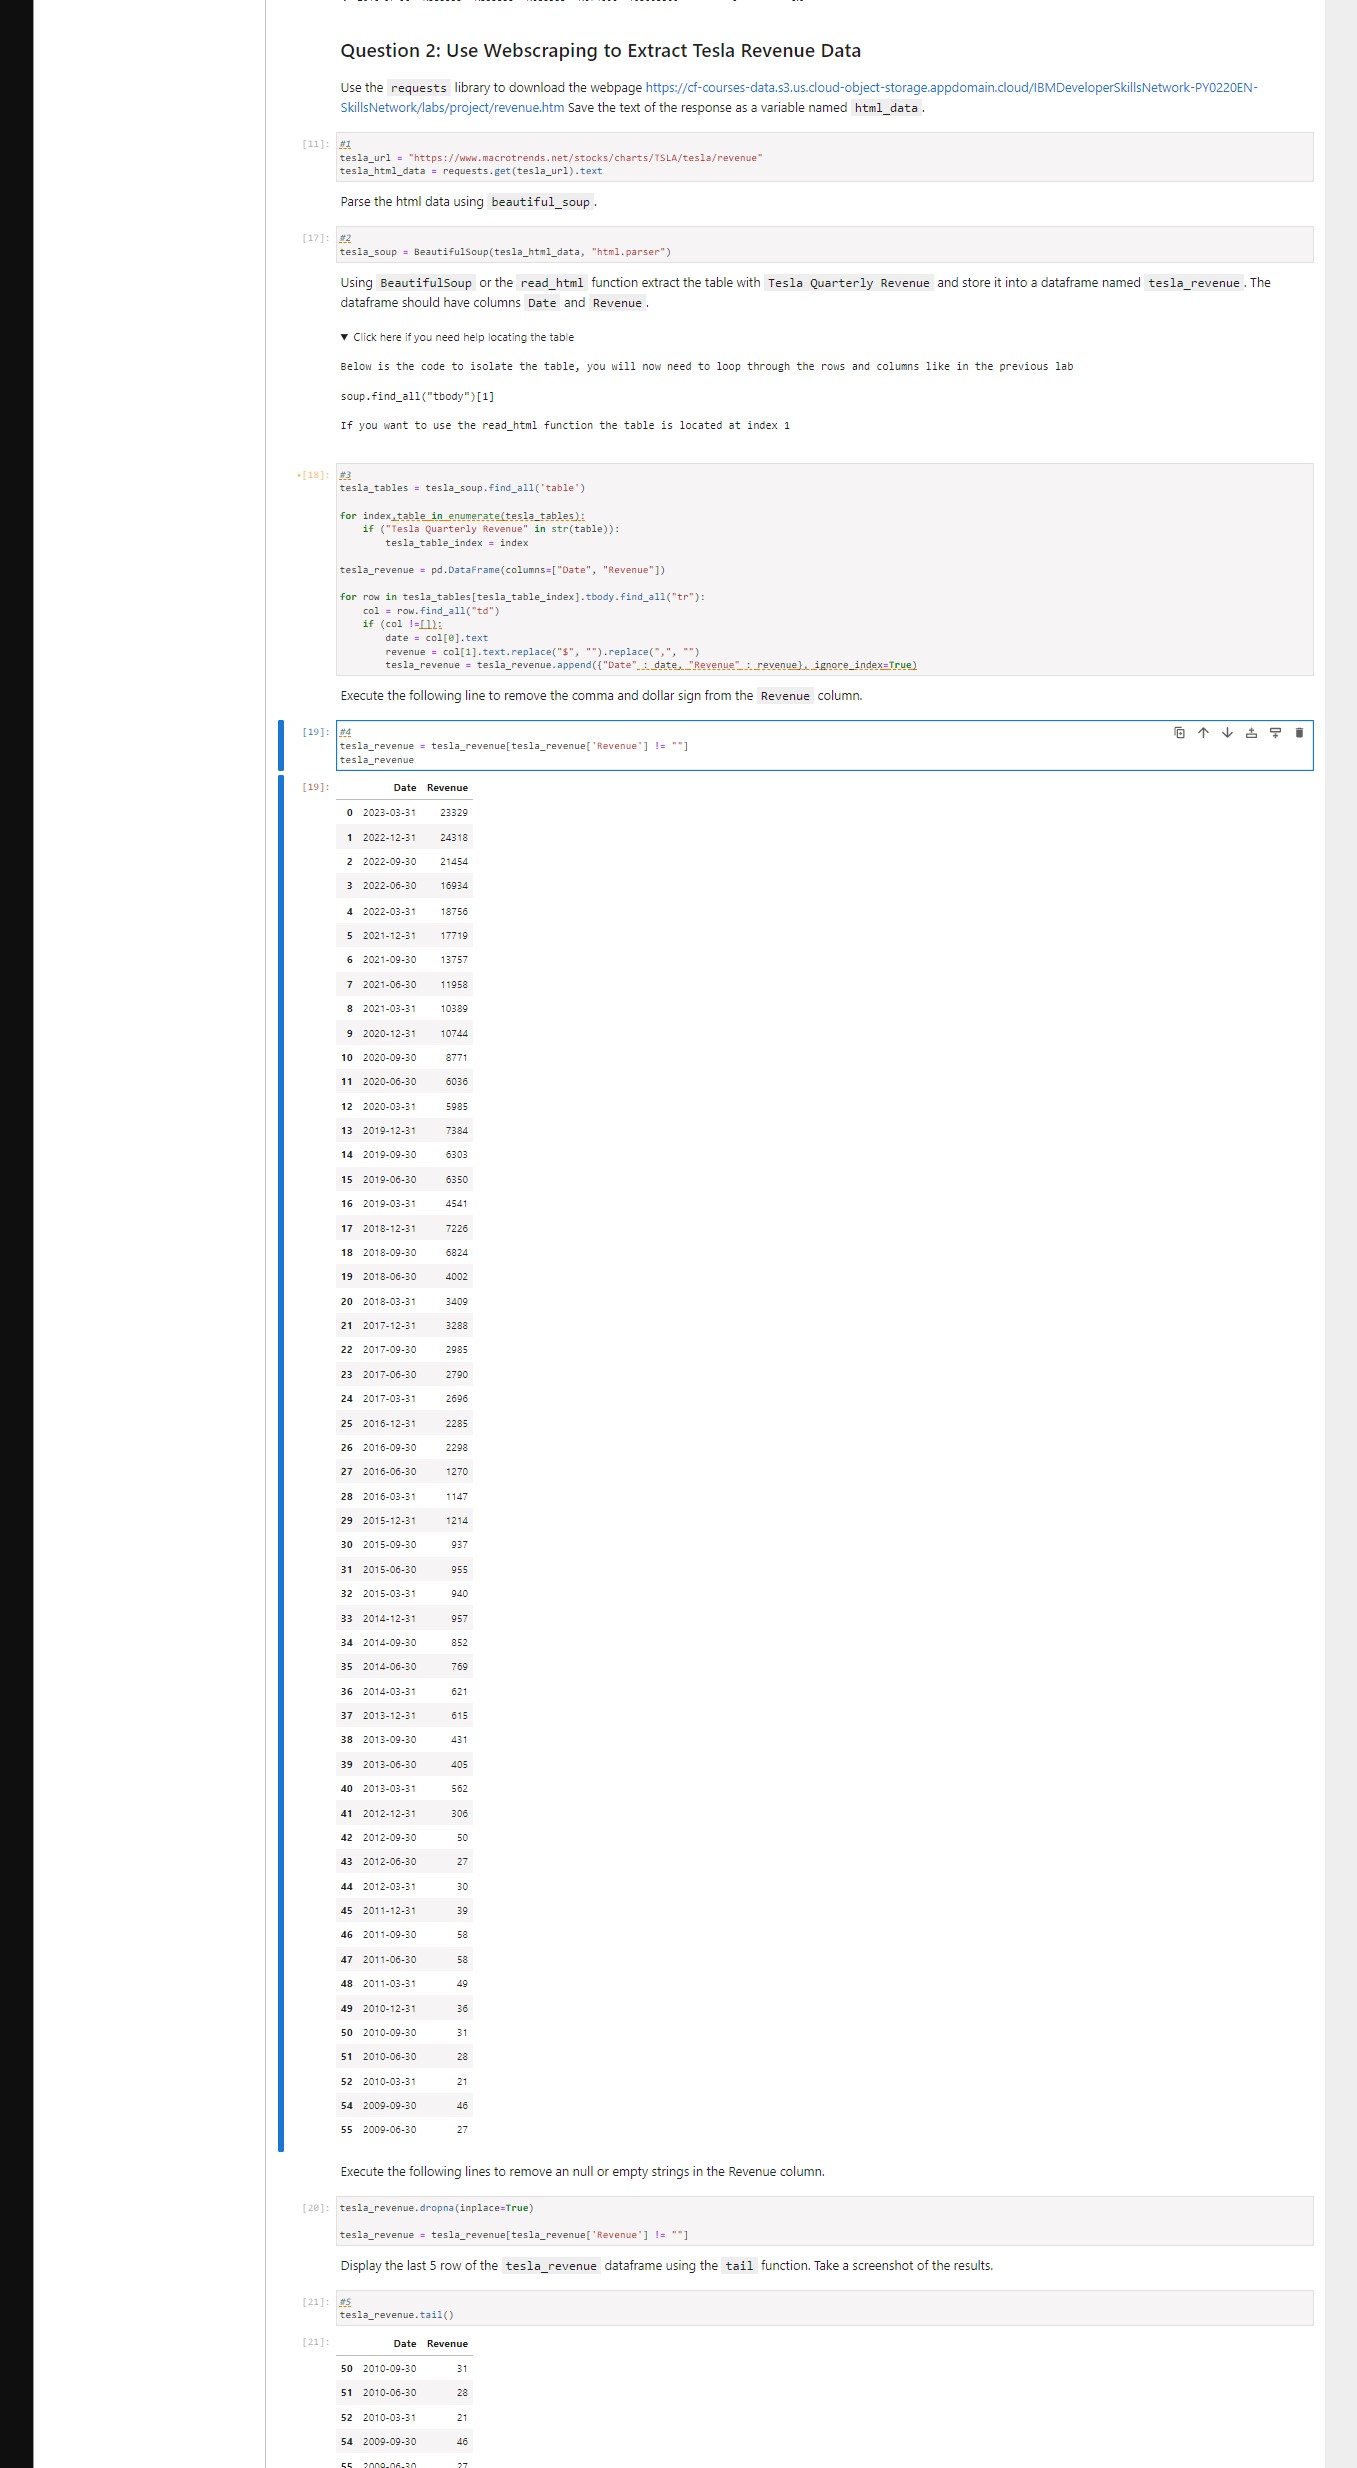 Question 2: Use Webscraping to Extract Tesla Revenue Data
Use the requests library to download the webpage https://cf-courses-data.s3.us.cloud-object-storage.appdomain.cloud/IBMDeveloperSkillsNetwork-PY0220EN-
SkillsNetwork/labs/project/revenue.htm Save the text of the response as a variable named html_data.
[11]: #1
tesla_url = "https://www.macrotrends.net/stocks/charts/TSLA/tesla/revenue"
tesla_html_data = requests.get(tesla_url).text
Parse the html data using beautiful_soup.
[17]: #2
tesla_soup = BeautifulSoup(tesla_html_data, "html.parser")
Using BeautifulSoup or the read_html function extract the table with Tesla Quarterly Revenue and store it into a dataframe named tesla_revenue. The
dataframe should have columns Date and Revenue.
▼ Click here if you need help locating the table
Below is the code to isolate the table, you will now need to loop through the rows and columns like in the previous lab
soup.find_all("tbody")[1]
If you want to use the read_html function the table is located at index 1
•[18]: #3
tesla_tables = tesla_soup.find_all('table')
for index,table in enumerate(tesla_tables):
if ("Tesla Quarterly Revenue" in str(table)):
tesla_table_index = index
tesla_revenue = pd.DataFrame(columns=["Date", "Revenue"])
for row in tesla_tables[tesla_table_index].tbody.find_all("tr"):
col = row.find_all("td")
if (col !=[]):
date = col[0].text
revenue = col[1].text.replace("$", "").replace(",", "")
tesla_revenue = tesla_revenue.append({"Date" : date, "Revenue" : revenue}, ignore_index=True)
Execute the following line to remove the comma and dollar sign from the Revenue column.
[19]: #4
tesla_revenue = tesla_revenue[tesla_revenue['Revenue'] != ""]
tesla_revenue
[19]: Date Revenue
0 2023-03-31 23329
1 2022-12-31 24318
2 2022-09-30 21454
3 2022-06-30 16934
4 2022-03-31 18756
5 2021-12-31 17719
6 2021-09-30 13757
7 2021-06-30 11958
8 2021-03-31 10389
9 2020-12-31 10744
10 2020-09-30 8771
11 2020-06-30 6036
12 2020-03-31 5985
13 2019-12-31 7384
14 2019-09-30 6303
15 2019-06-30 6350
16 2019-03-31 4541
17 2018-12-31 7226
18 2018-09-30 6824
19 2018-06-30 4002
20 2018-03-31 3409
21 2017-12-31 3288
22 2017-09-30 2985
23 2017-06-30 2790
24 2017-03-31 2696
25 2016-12-31 2285
26 2016-09-30 2298
27 2016-06-30 1270
28 2016-03-31 1147
29 2015-12-31 1214
30 2015-09-30 937
31 2015-06-30 955
32 2015-03-31 940
33 2014-12-31 957
34 2014-09-30 852
35 2014-06-30 769
36 2014-03-31 621
37 2013-12-31 615
38 2013-09-30 431
39 2013-06-30 405
40 2013-03-31 562
41 2012-12-31 306
42 2012-09-30 50
43 2012-06-30 27
44 2012-03-31 30
45 2011-12-31 39
46 2011-09-30 58
47 2011-06-30 58
48 2011-03-31 49
49 2010-12-31 36
50 2010-09-30 31
51 2010-06-30 28
52 2010-03-31 21
54 2009-09-30 46
55 2009-06-30 27
Execute the following lines to remove an null or empty strings in the Revenue column.
[20]: tesla_revenue.dropna(inplace=True)
tesla_revenue = tesla_revenue[tesla_revenue['Revenue'] != ""]
Display the last 5 row of the tesla_revenue dataframe using the tail function. Take a screenshot of the results.
[21]: #5
tesla_revenue.tail()
[21]: Date Revenue
50 2010-09-30 31
51 2010-06-30 28
52 2010-03-31 21
54 2009-09-30 46
55 2009-06-30 27